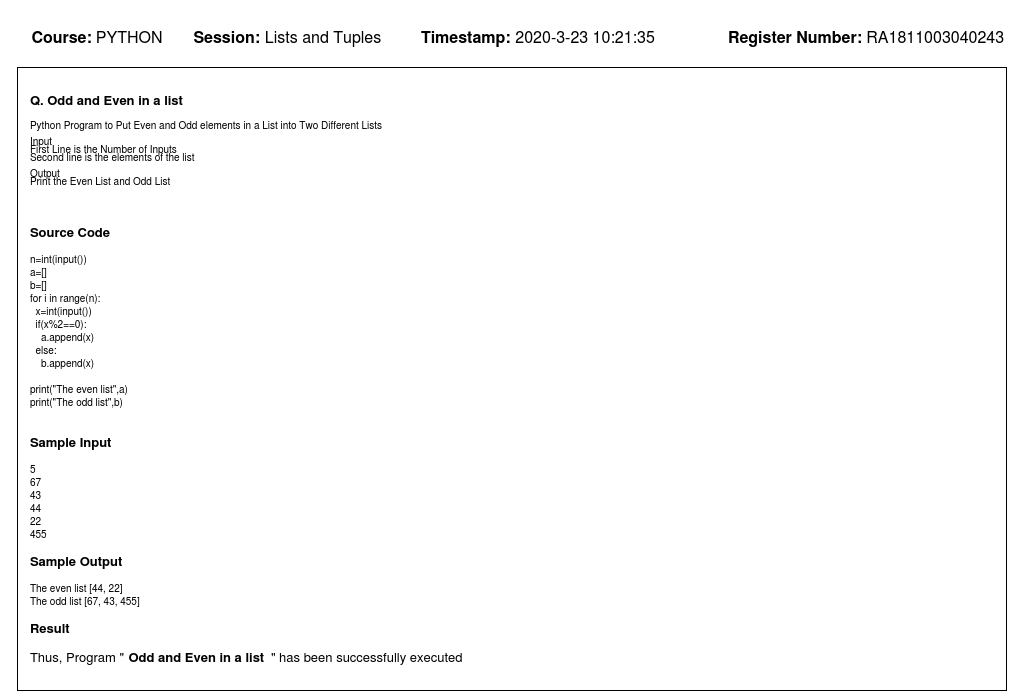 Course: PYTHON Session: Lists and Tuples Timestamp: 2020-3-23 10:21:35 Register Number: RA1811003040243
Q. Odd and Even in a list
Python Program to Put Even and Odd elements in a List into Two Different Lists
Input
First Line is the Number of Inputs
Second line is the elements of the list
Output
Print the Even List and Odd List
Source Code
n=int(input())
a=[]
b=[]
for i in range(n):
  x=int(input())
  if(x%2==0):
    a.append(x)
  else:
    b.append(x)
print("The even list",a)
print("The odd list",b)
Sample Input
5
67
43
44
22
455
Sample Output
The even list [44, 22]
The odd list [67, 43, 455]
Result
Thus, Program " Odd and Even in a list " has been successfully executed